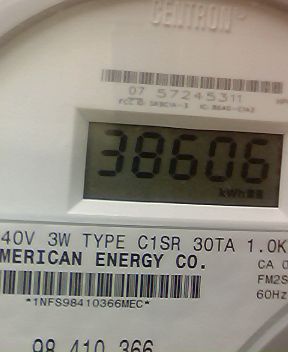 CENTRON
07 57245311
38606
kWh
40V 3W TYPE C1SR 30TA 1.0K
MERICAN ENERGY CO.
CA 0
FM2S
60Hz
*1NFS98410366MEC*
98 410 366